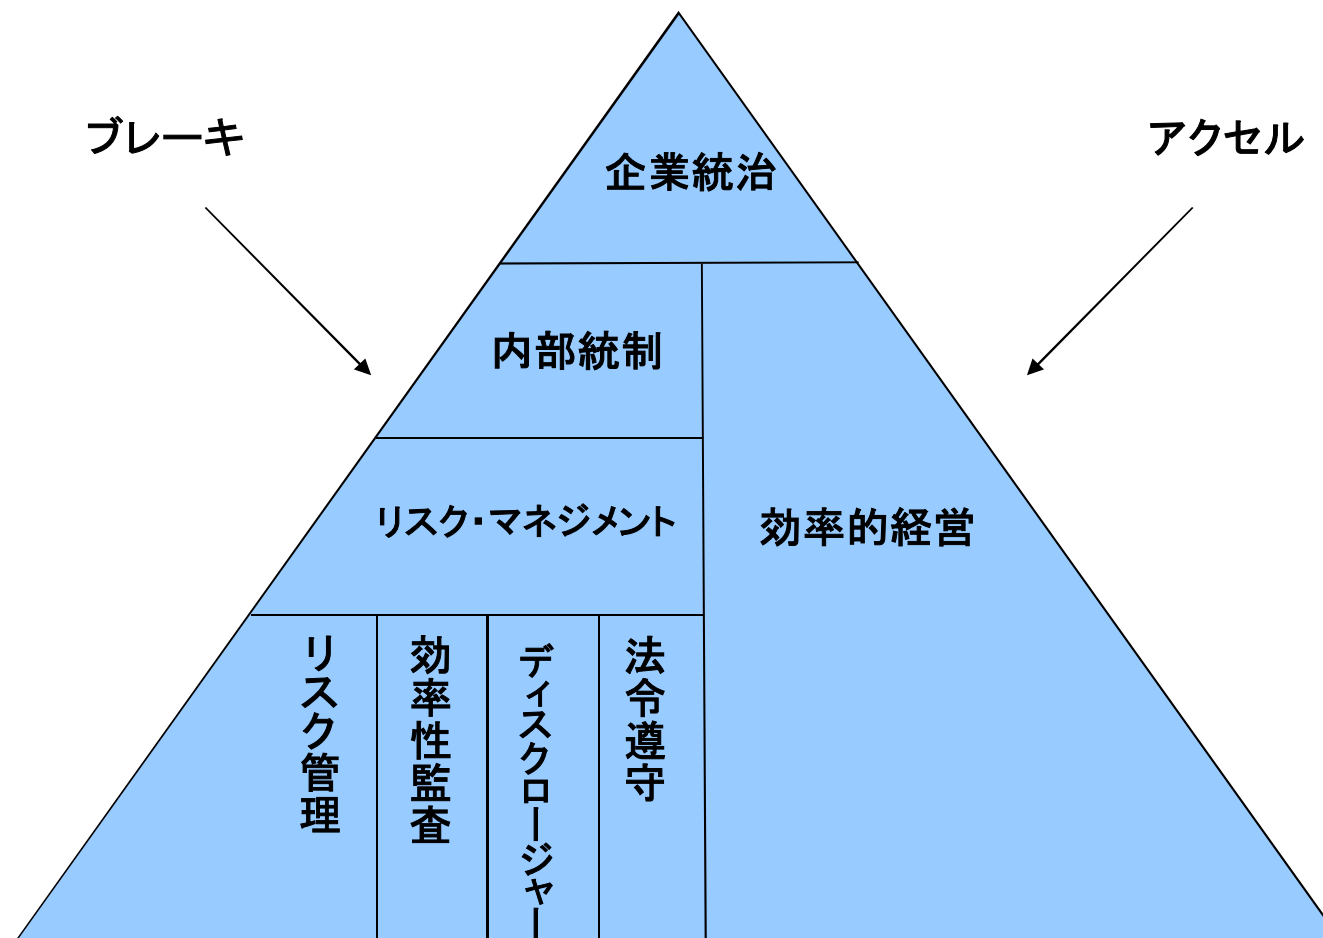 ブレーキ
アクセル
企業統治
内部統制
リスク・マネジメント
効率的経営
リスク管理
効率性監査
ディスクロージャー
法令遵守